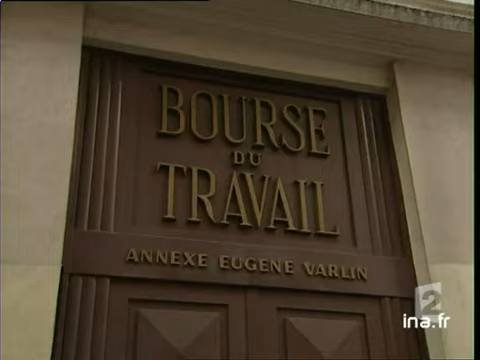 BOURSE
DU
TRAVAIL
ANNEXE EUGENE VARLIN
2
ina.fr